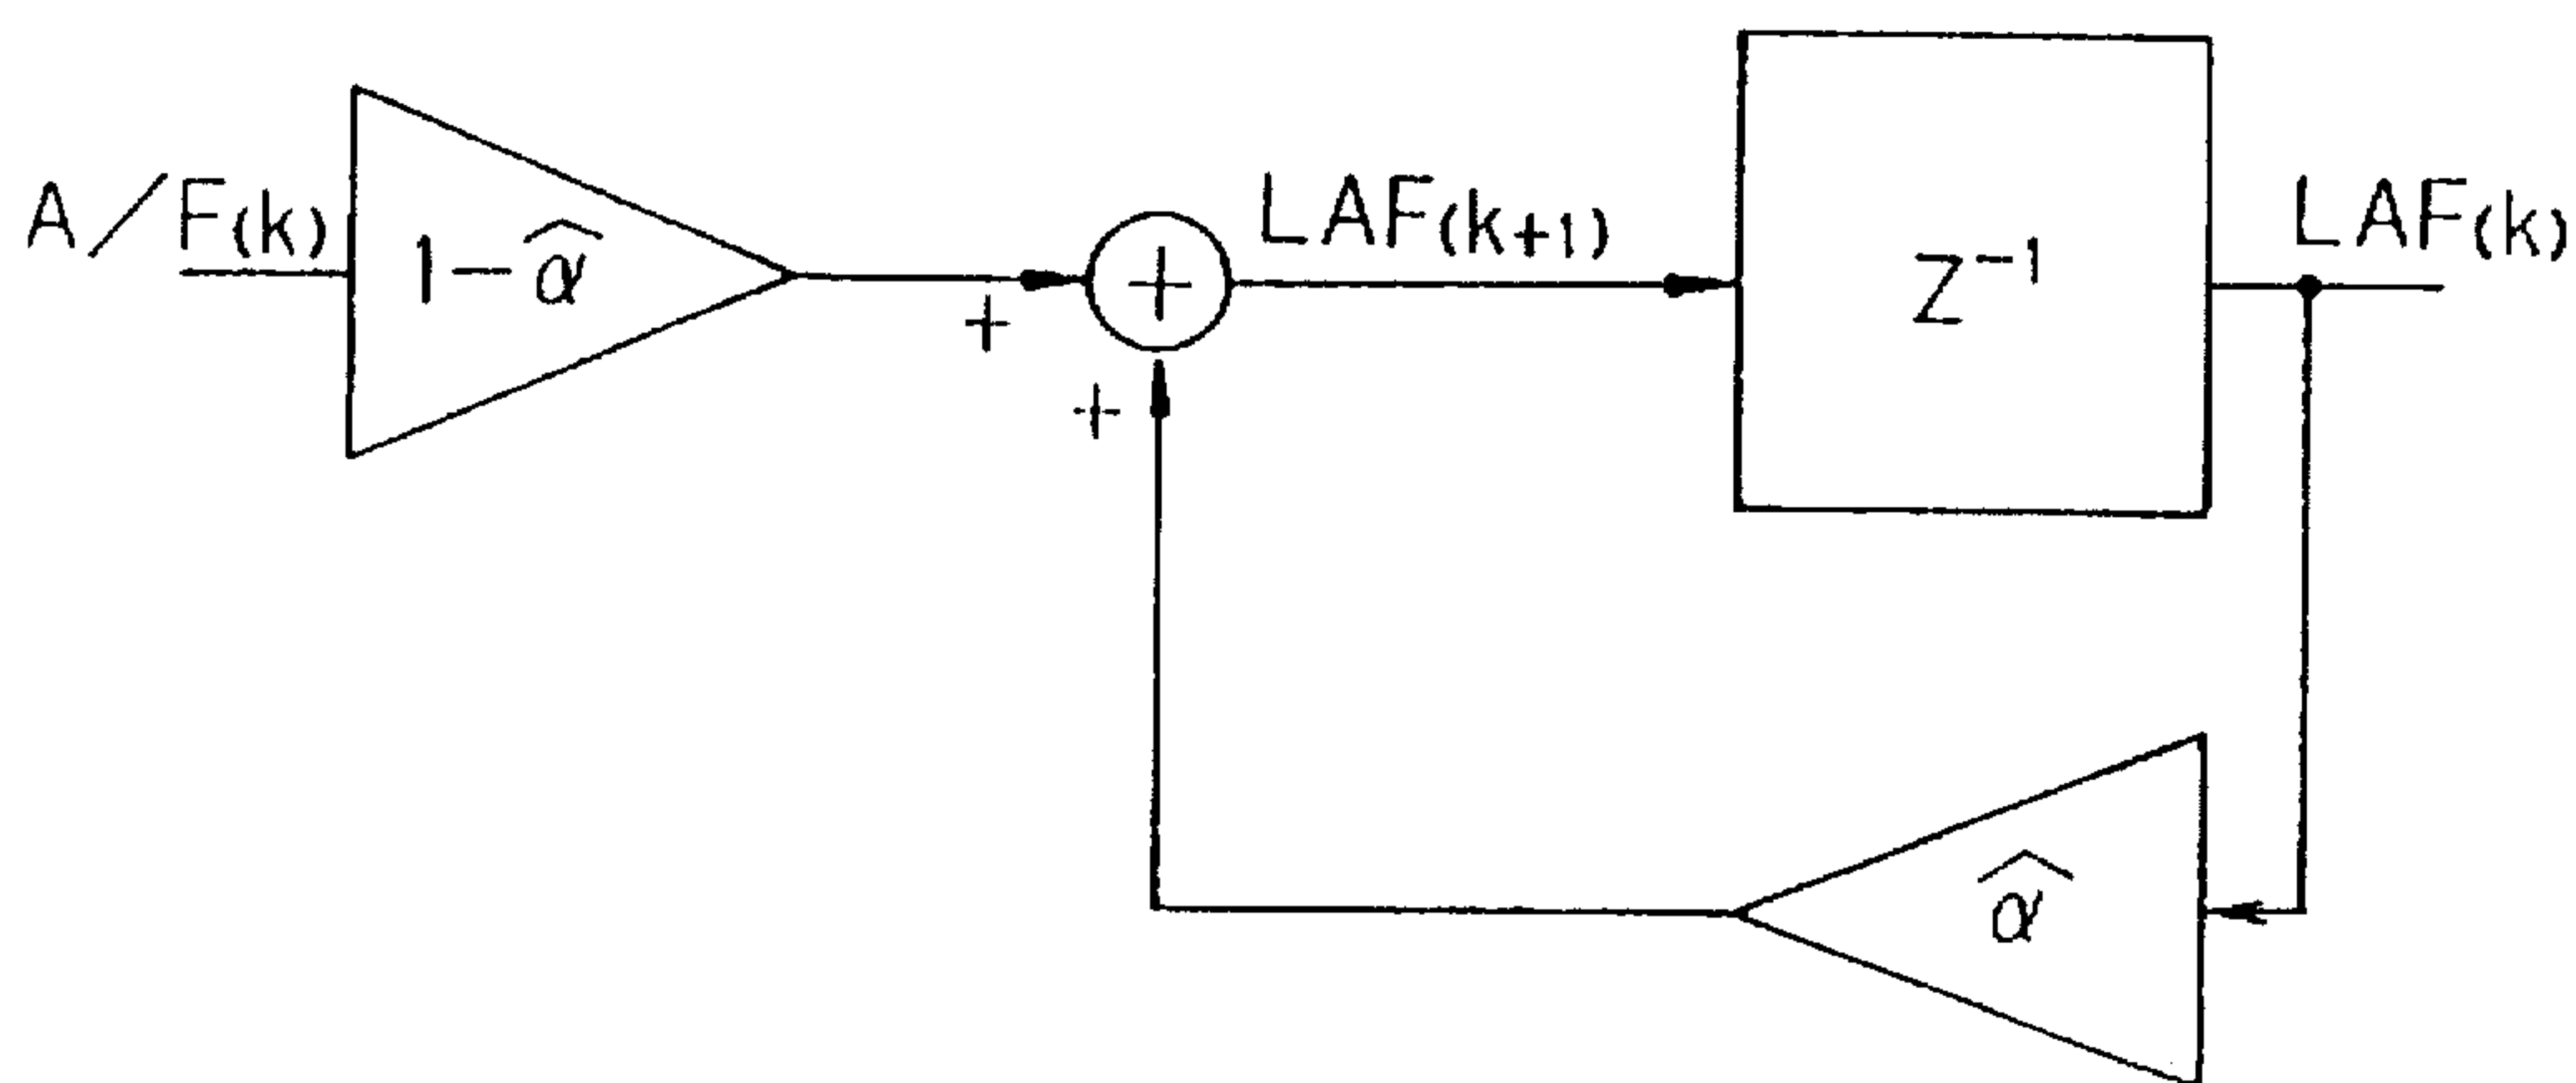 A/F(k)
1-α̂
+
+
+
LAF(k+1)
Z⁻¹
LAF(k)
α̂